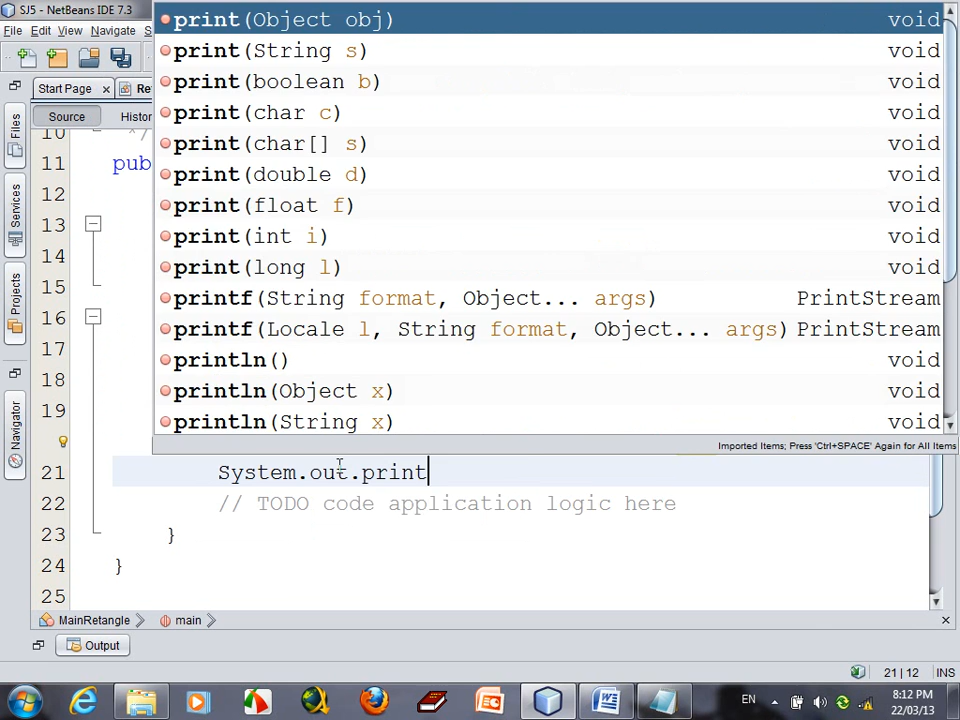 SJ5 - NetBeans IDE 7.3
File Edit View Navigate S
Start Page × Re
Source Histor
print(Object obj) void
print(String s) void
print(boolean b) void
print(char c) void
print(char[] s) void
print(double d) void
print(float f) void
print(int i) void
print(long l) void
printf(String format, Object... args) PrintStream
printf(Locale l, String format, Object... args) PrintStream
println() void
println(Object x) void
println(String x) void
Imported Items; Press 'Ctrl+SPACE' Again for All Items
Files
Services
Projects
Navigator
10 */
11 pub
12
13
14
15
16
17
18
19
21 System.out.print
22 // TODO code application logic here
23 }
24 }
25
MainRetangle main
Output
21 | 12 INS
EN 8:12 PM
22/03/13